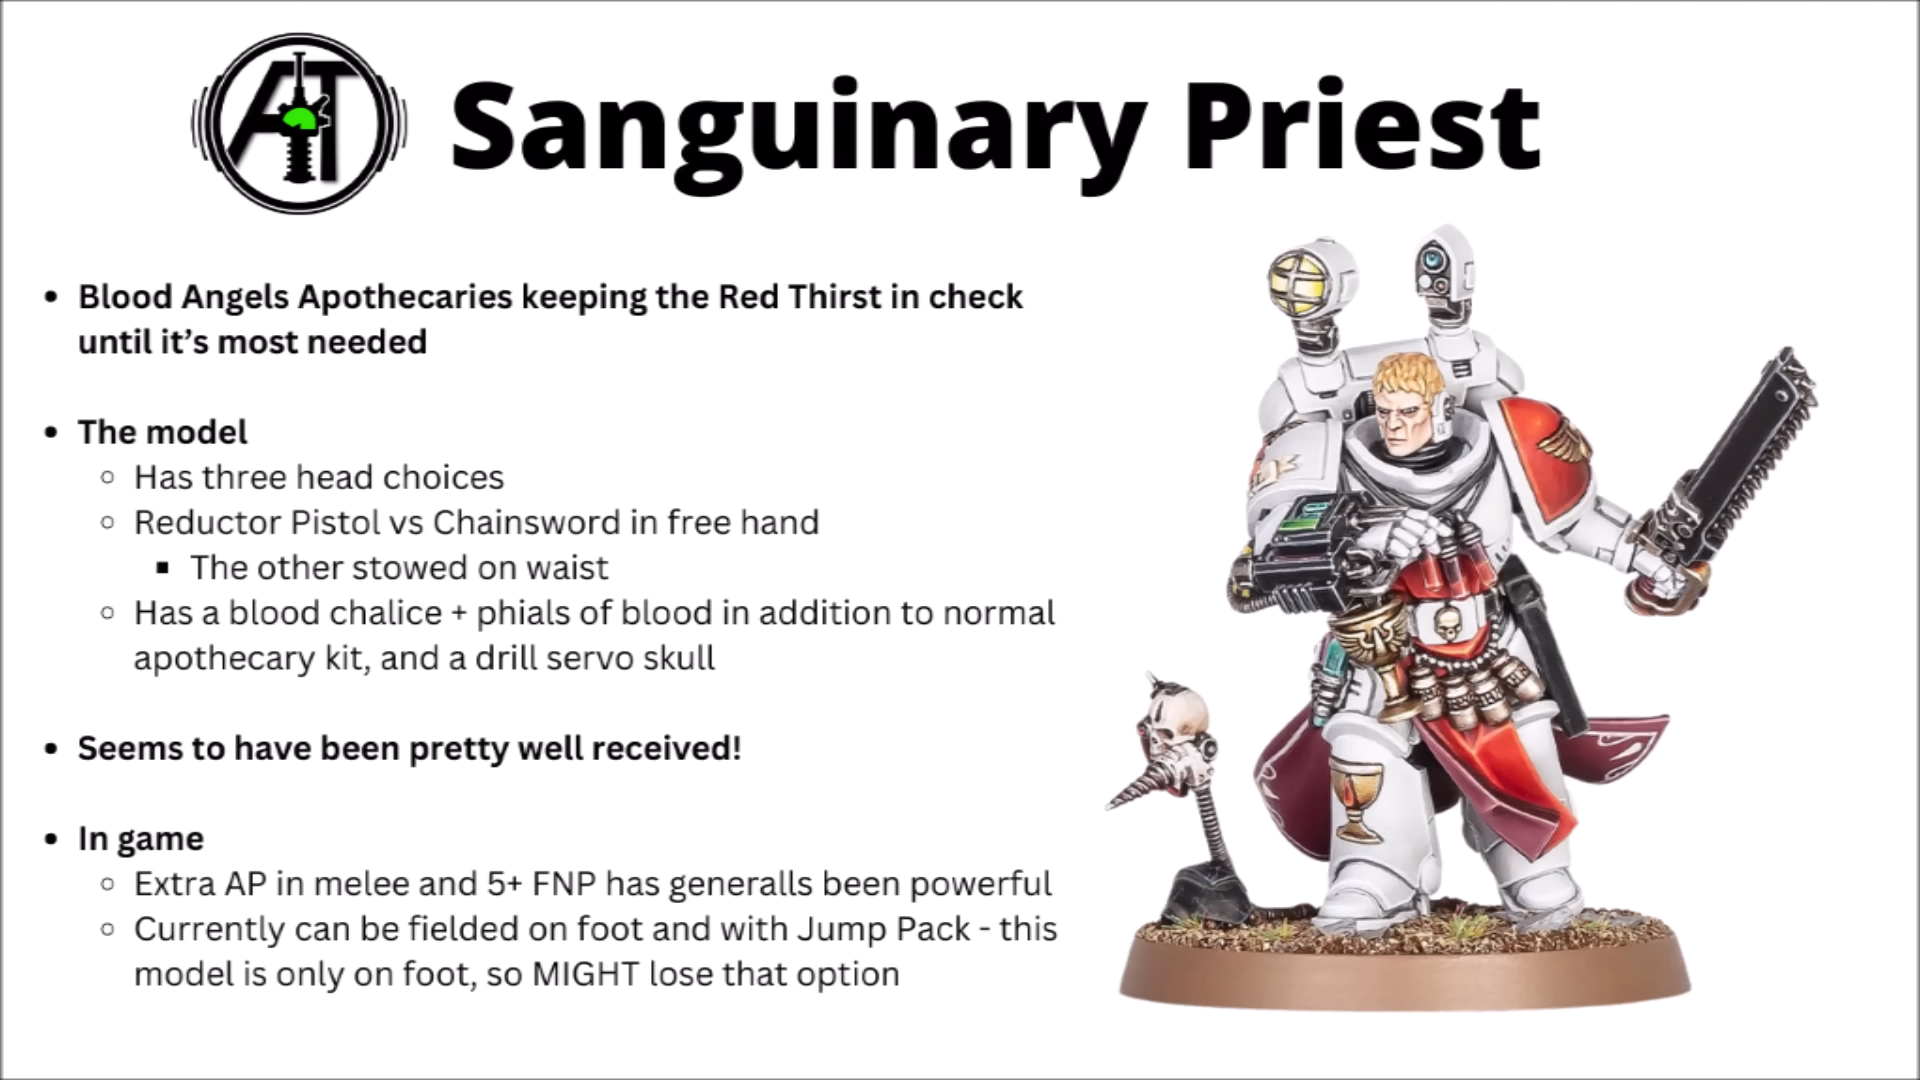 AT
Sanguinary Priest
• Blood Angels Apothecaries keeping the Red Thirst in check
until it’s most needed
• The model
○ Has three head choices
○ Reductor Pistol vs Chainsword in free hand
▪ The other stowed on waist
○ Has a blood chalice + phials of blood in addition to normal
apothecary kit, and a drill servo skull
• Seems to have been pretty well received!
• In game
○ Extra AP in melee and 5+ FNP has generalls been powerful
○ Currently can be fielded on foot and with Jump Pack - this
model is only on foot, so MIGHT lose that option